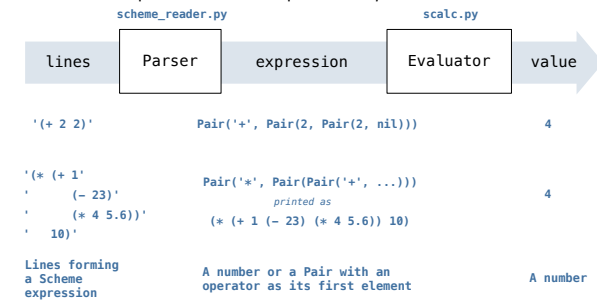 scheme_reader.py scalc.py
lines Parser expression Evaluator value
'(+ 2 2)' Pair('+', Pair(2, Pair(2, nil))) 4
'(* (+ 1'
'      (- 23)'
'      (* 4 5.6))'
'   10)'
Pair('*', Pair(Pair('+', ...)))
printed as
(* (+ 1 (- 23) (* 4 5.6)) 10)
4
Lines forming
a Scheme
expression
A number or a Pair with an
operator as its first element
A number